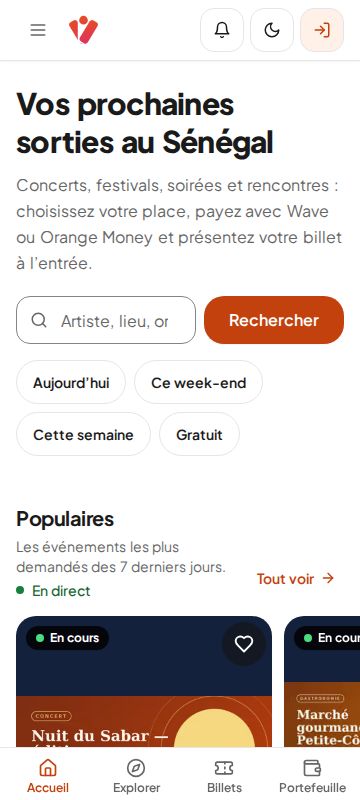 Vos prochaines
sorties au Sénégal
Concerts, festivals, soirées et rencontres :
choisissez votre place, payez avec Wave
ou Orange Money et présentez votre billet
à l’entrée.
Artiste, lieu, or
Rechercher
Aujourd’hui
Ce week-end
Cette semaine
Gratuit
Populaires
Les événements les plus
demandés des 7 derniers jours.
En direct
Tout voir
En cours
CONCERT
Nuit du Sabar —
En cour
GASTRONOMIE
Marché
gourman
Petite-Cô
Accueil
Explorer
Billets
Portefeuille